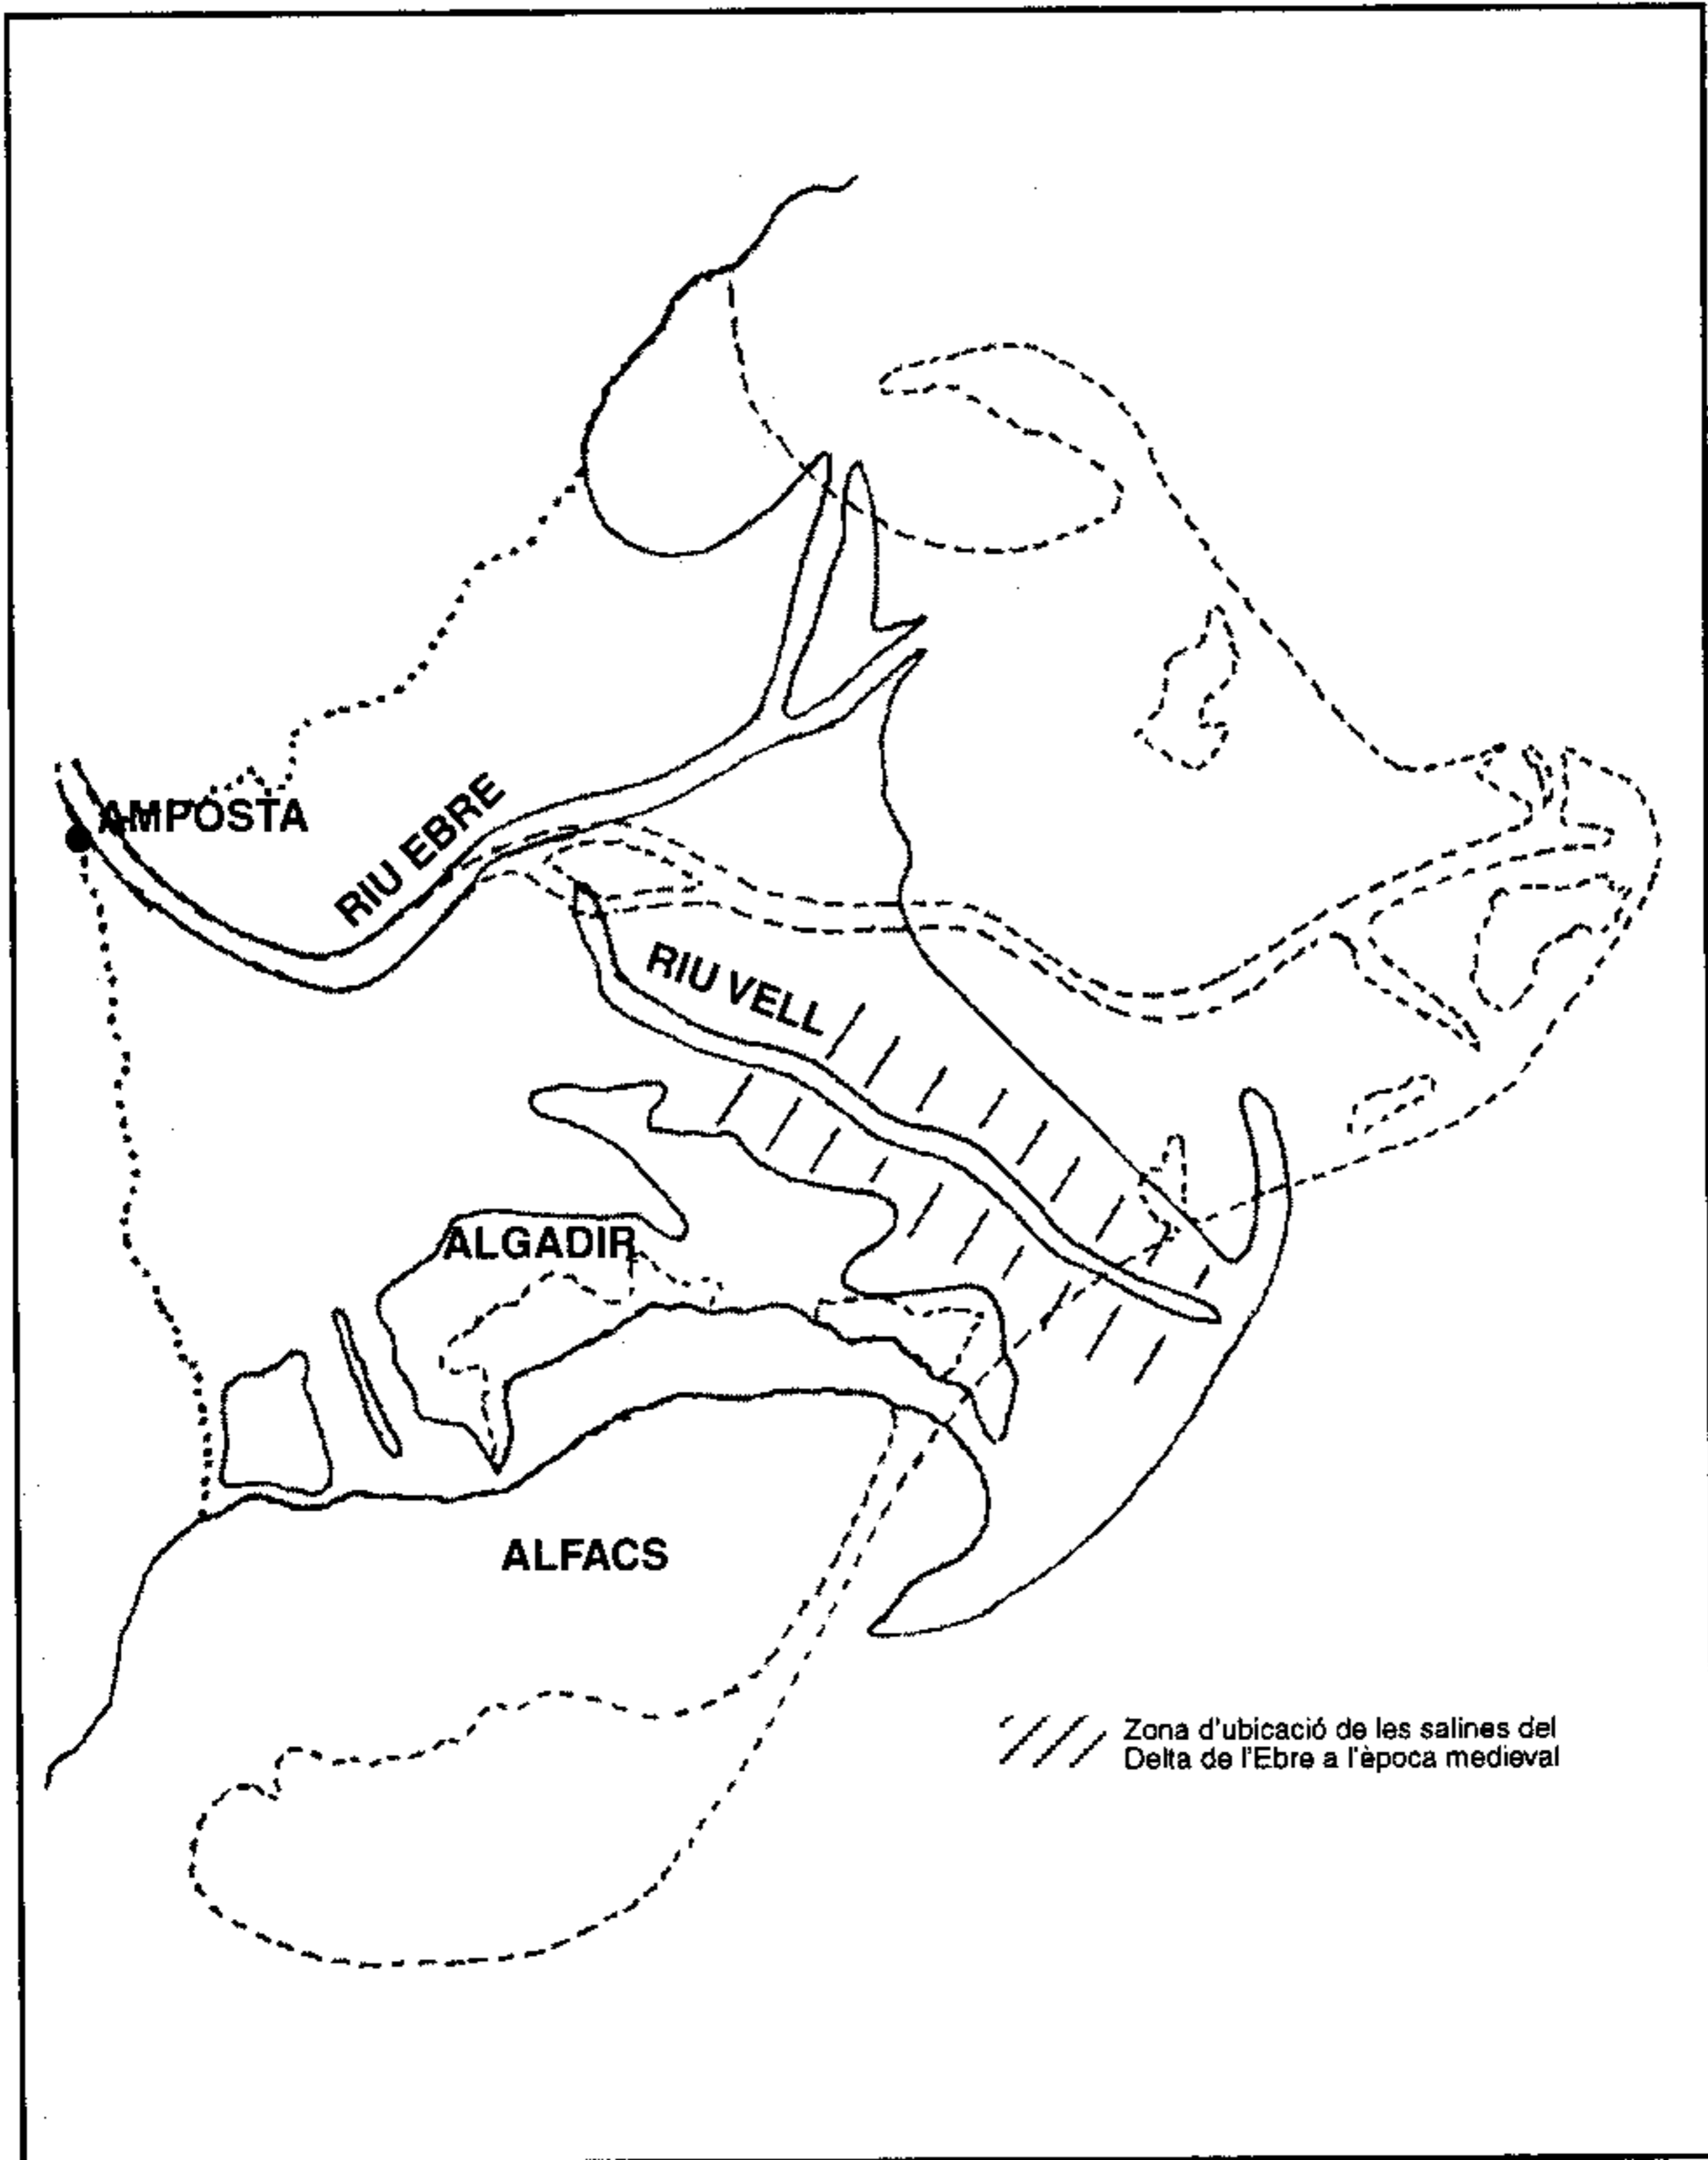 AMPOSTA
RIU EBRE
RIU VELL
ALGADIR
ALFACS
Zona d'ubicació de les salines del
Delta de l'Ebre a l'època medieval